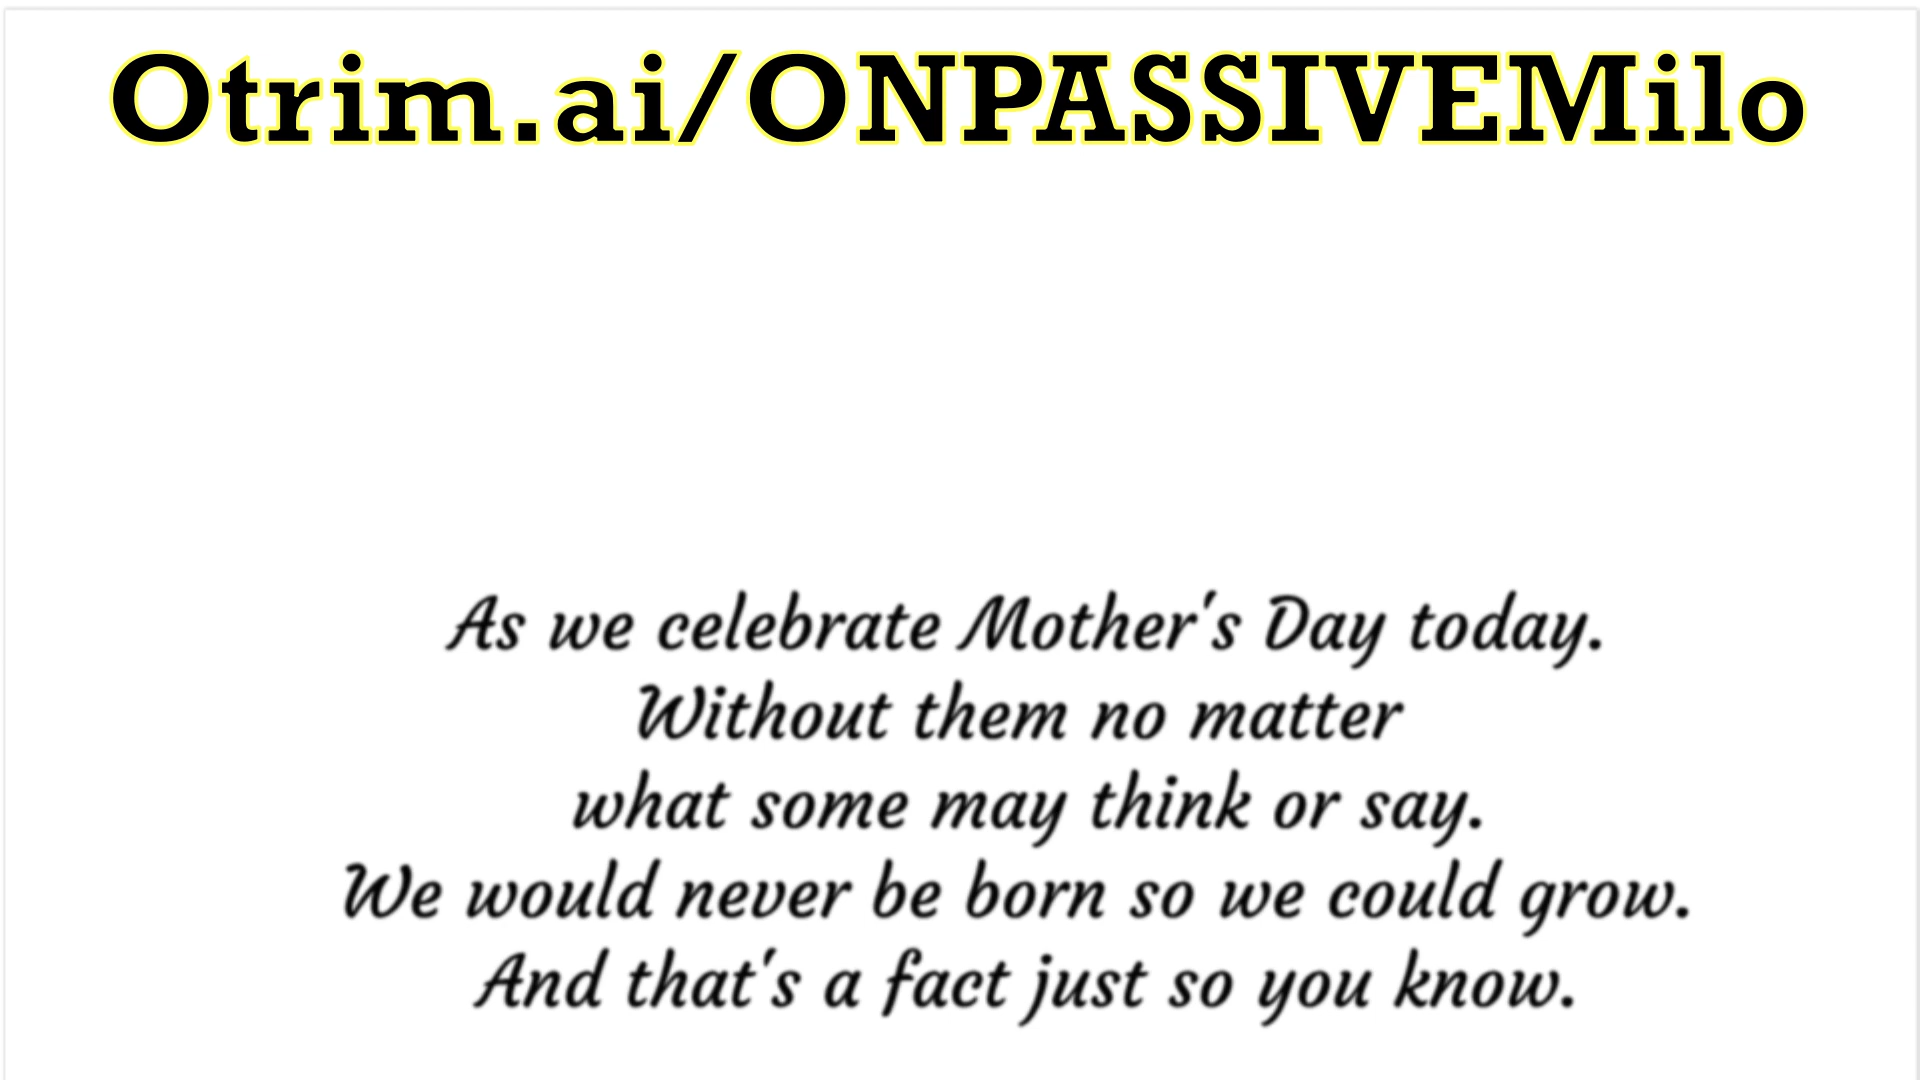 Otrim.ai/ONPASSIVEMilo
As we celebrate Mother's Day today.
Without them no matter
what some may think or say.
We would never be born so we could grow.
And that's a fact just so you know.